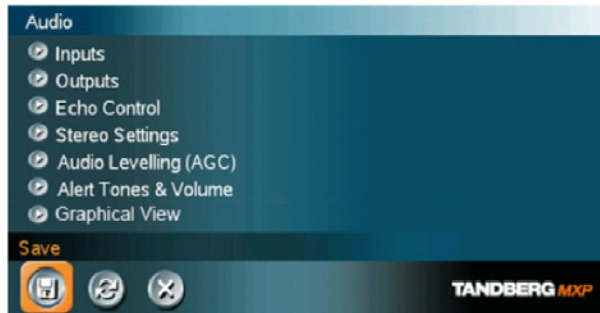 Audio
Inputs
Outputs
Echo Control
Stereo Settings
Audio Levelling (AGC)
Alert Tones & Volume
Graphical View
Save
TANDBERG MXP